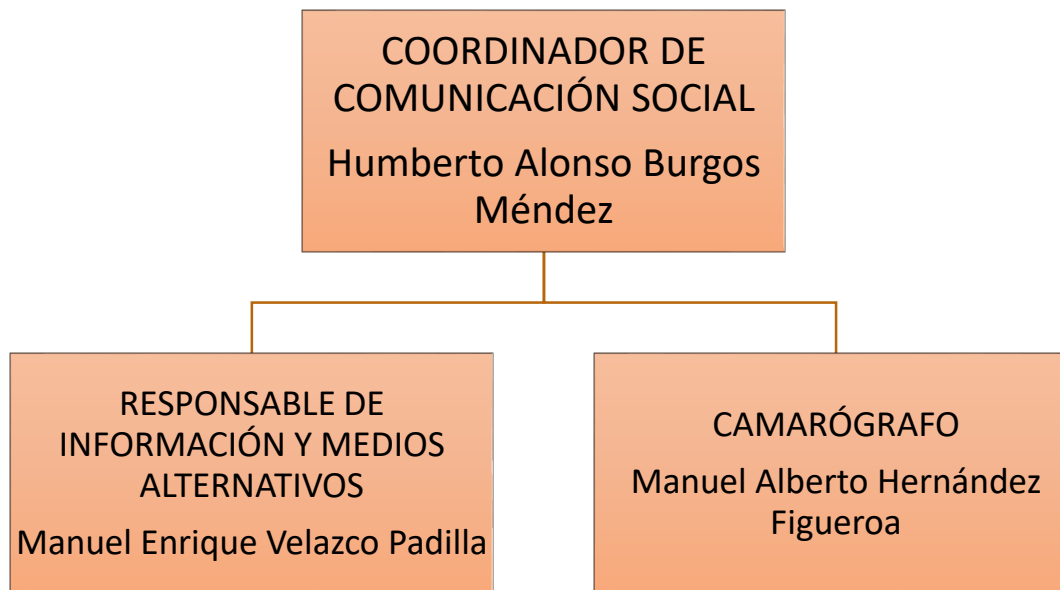 COORDINADOR DE
COMUNICACIÓN SOCIAL
Humberto Alonso Burgos
Méndez
RESPONSABLE DE
INFORMACIÓN Y MEDIOS
ALTERNATIVOS
Manuel Enrique Velazco Padilla
CAMARÓGRAFO
Manuel Alberto Hernández
Figueroa